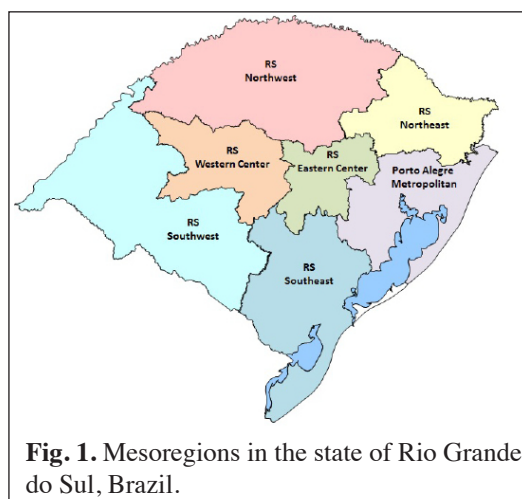 RS
Northwest
RS
Northeast
RS
Western Center
RS
Eastern Center
Porto Alegre
Metropolitan
RS
Southwest
RS
Southeast
Fig. 1. Mesoregions in the state of Rio Grande
do Sul, Brazil.